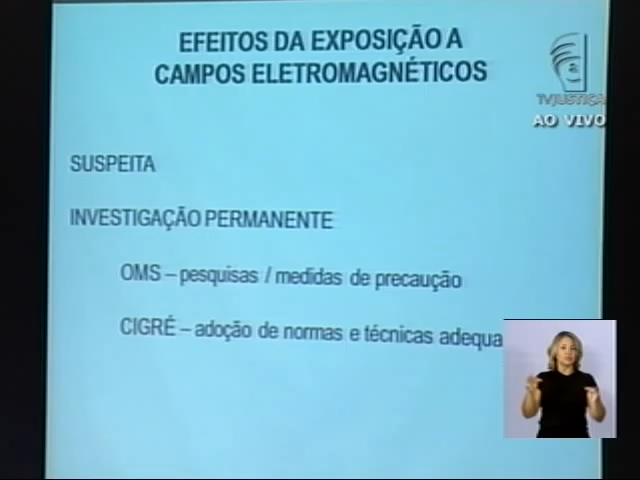 EFEITOS DA EXPOSIÇÃO A
CAMPOS ELETROMAGNÉTICOS
TVJUSTIÇA
AO VIVO
SUSPEITA
INVESTIGAÇÃO PERMANENTE
OMS – pesquisas / medidas de precaução
CIGRÉ – adoção de normas e técnicas adequa